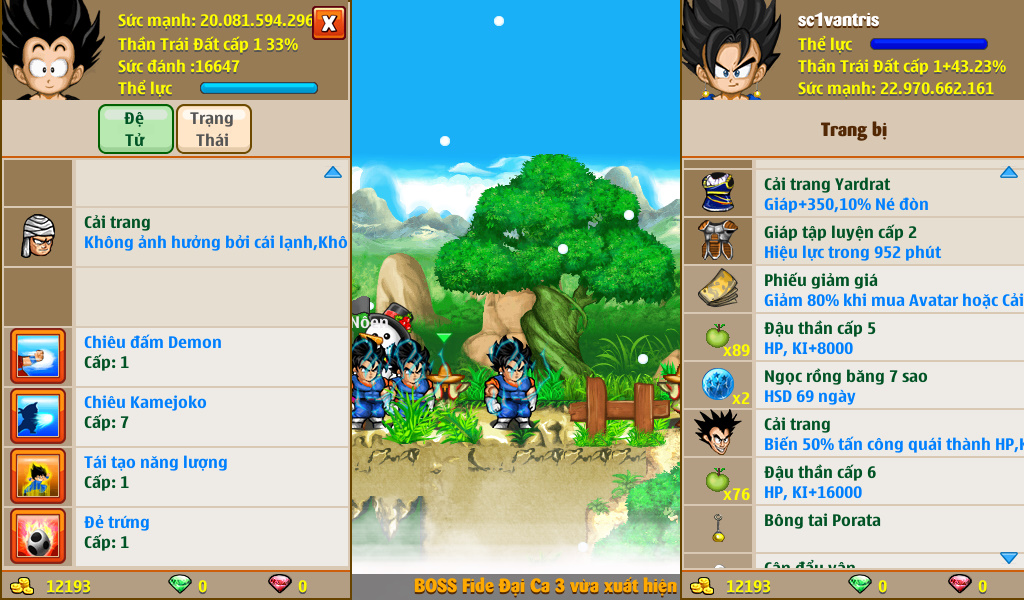 Sức mạnh: 20.081.594.296
X
Thần Trái Đất cấp 1 33%
Sức đánh :16647
Thể lực
Đệ
Tử
Trạng
Thái
Cải trang
Không ảnh hưởng bởi cái lạnh,Khô
Chiêu đấm Demon
Cấp: 1
Chiêu Kamejoko
Cấp: 7
Tái tạo năng lượng
Cấp: 1
Đẻ trứng
Cấp: 1
12193
0
0
BOSS Fide Đại Ca 3 vừa xuất hiện
sc1vantris
Thể lực
Thần Trái Đất cấp 1+43.23%
Sức mạnh: 22.970.662.161
Trang bị
Cải trang Yardrat
Giáp+350,10% Né đòn
Giáp tập luyện cấp 2
Hiệu lực trong 952 phút
Phiếu giảm giá
Giảm 80% khi mua Avatar hoặc Cải
Đậu thần cấp 5
x89
HP, KI+8000
Ngọc rồng băng 7 sao
x2
HSD 69 ngày
Cải trang
Biến 50% tấn công quái thành HP,K
Đậu thần cấp 6
x76
HP, KI+16000
Bông tai Porata
Cân đẩu vân
12193
0
0